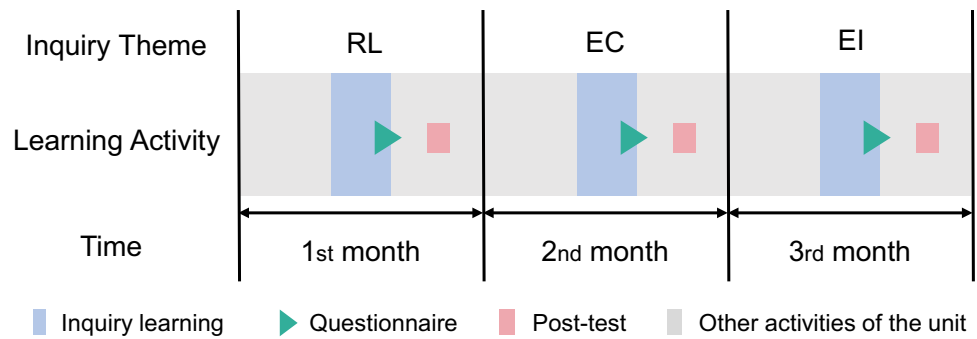 Inquiry Theme RL EC EI
Learning Activity
Time 1st month 2nd month 3rd month
Inquiry learning Questionnaire Post-test Other activities of the unit